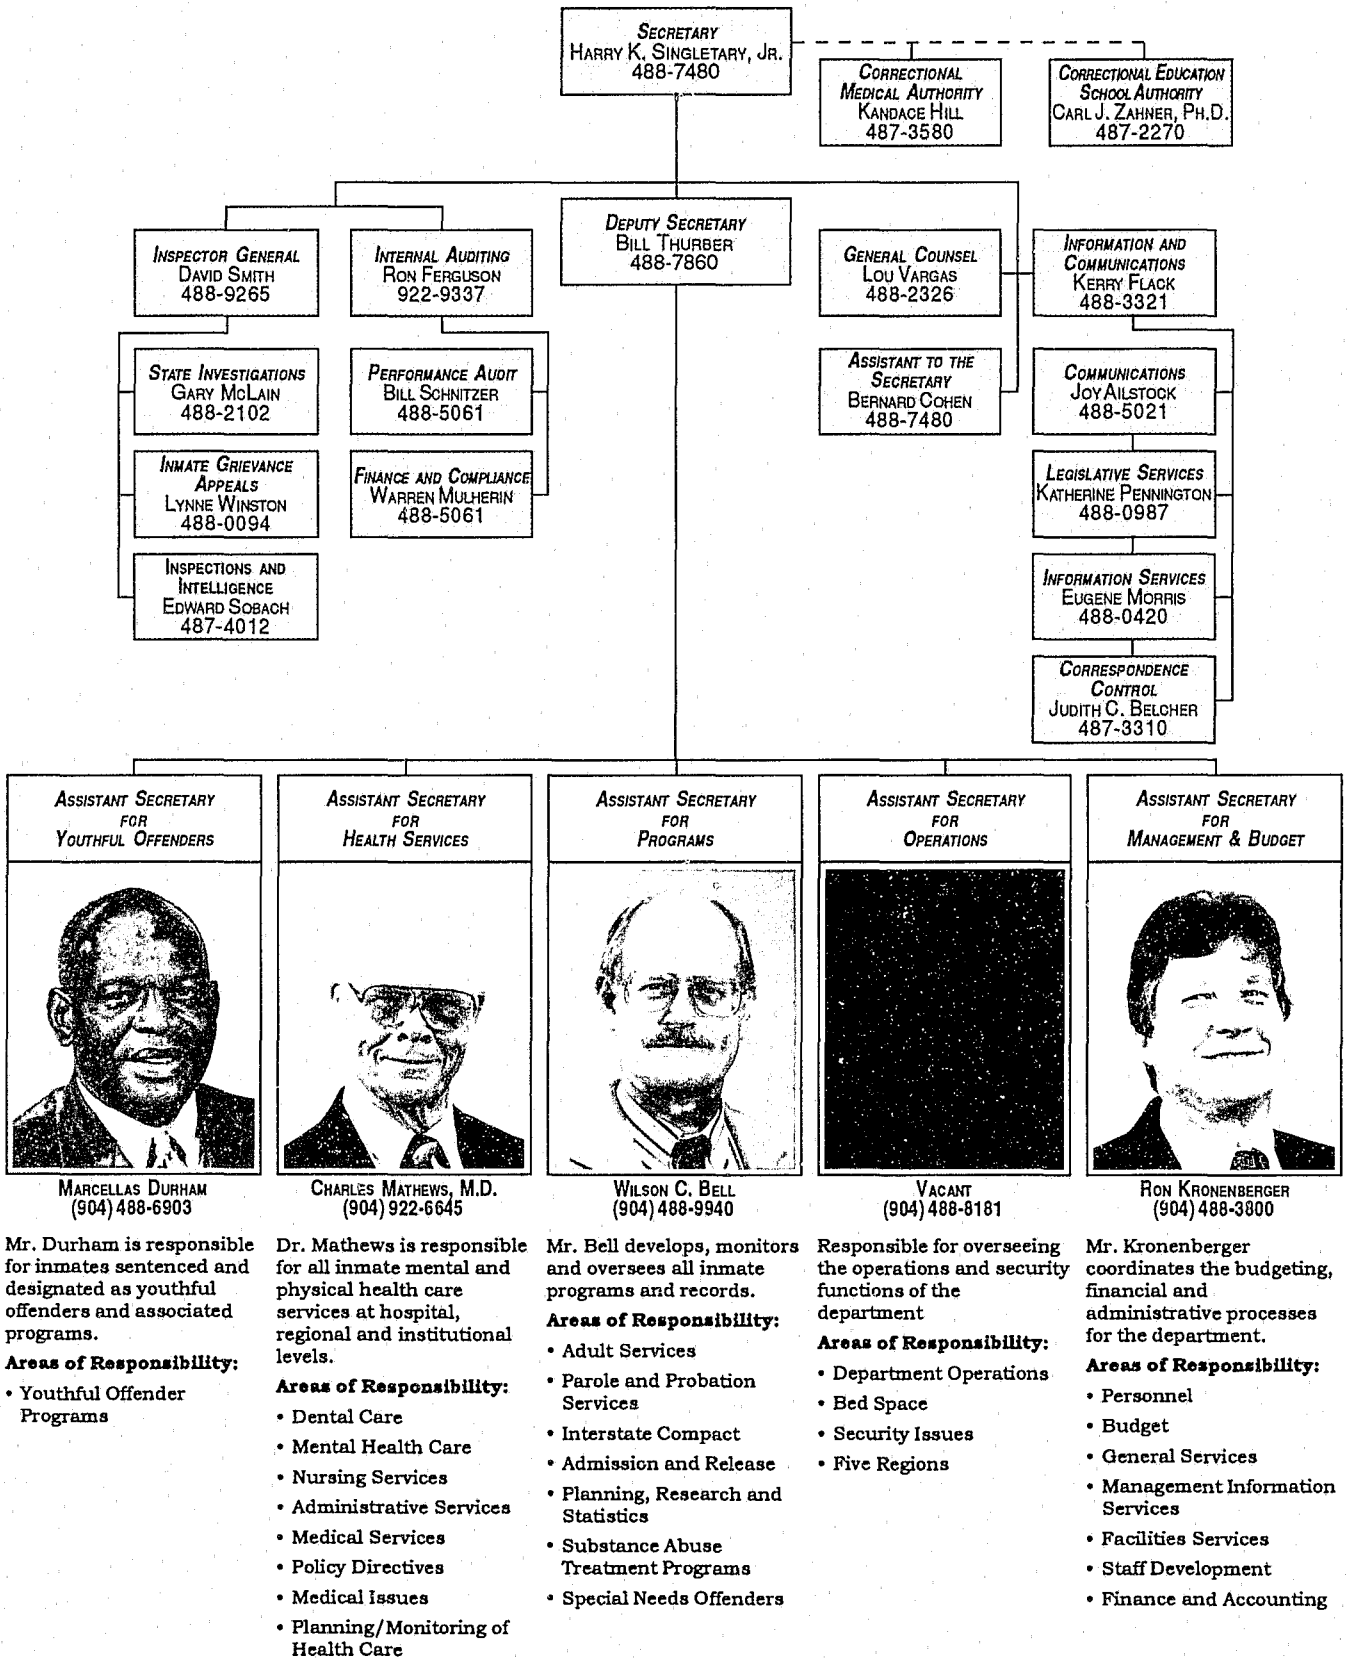 SECRETARY
HARRY K. SINGLETARY, JR.
488-7480
CORRECTIONAL
MEDICAL AUTHORITY
KANDACE HILL
487-3580
CORRECTIONAL EDUCATION
SCHOOL AUTHORITY
CARL J. ZAHNER, PH.D.
487-2270
DEPUTY SECRETARY
BILL THURBER
488-7860
INSPECTOR GENERAL
DAVID SMITH
488-9265
INTERNAL AUDITING
RON FERGUSON
922-9337
GENERAL COUNSEL
LOU VARGAS
488-2326
INFORMATION AND
COMMUNICATIONS
KERRY FLACK
488-3321
STATE INVESTIGATIONS
GARY MCLAIN
488-2102
PERFORMANCE AUDIT
BILL SCHNITZER
488-5061
ASSISTANT TO THE
SECRETARY
BERNARD COHEN
488-7480
COMMUNICATIONS
JOY AILSTOCK
488-5021
INMATE GRIEVANCE
APPEALS
LYNNE WINSTON
488-0094
FINANCE AND COMPLIANCE
WARREN MULHERIN
488-5061
LEGISLATIVE SERVICES
KATHERINE PENNINGTON
488-0987
INSPECTIONS AND
INTELLIGENCE
EDWARD SOBACH
487-4012
INFORMATION SERVICES
EUGENE MORRIS
488-0420
CORRESPONDENCE
CONTROL
JUDITH C. BELCHER
487-3310
ASSISTANT SECRETARY
FOR
YOUTHFUL OFFENDERS
MARCELLAS DURHAM
(904) 488-6903
Mr. Durham is responsible
for inmates sentenced and
designated as youthful
offenders and associated
programs.
Areas of Responsibility:
• Youthful Offender
Programs
ASSISTANT SECRETARY
FOR
HEALTH SERVICES
CHARLES MATHEWS, M.D.
(904) 922-6645
Dr. Mathews is responsible
for all inmate mental and
physical health care
services at hospital,
regional and institutional
levels.
Areas of Responsibility:
• Dental Care
• Mental Health Care
• Nursing Services
• Administrative Services
• Medical Services
• Policy Directives
• Medical Issues
• Planning/Monitoring of
Health Care
ASSISTANT SECRETARY
FOR
PROGRAMS
WILSON C. BELL
(904) 488-9940
Mr. Bell develops, monitors
and oversees all inmate
programs and records.
Areas of Responsibility:
• Adult Services
• Parole and Probation
Services
• Interstate Compact
• Admission and Release
• Planning, Research and
Statistics
• Substance Abuse
Treatment Programs
• Special Needs Offenders
ASSISTANT SECRETARY
FOR
OPERATIONS
VACANT
(904) 488-8181
Responsible for overseeing
the operations and security
functions of the
department
Areas of Responsibility:
• Department Operations
• Bed Space
• Security Issues
• Five Regions
ASSISTANT SECRETARY
FOR
MANAGEMENT & BUDGET
RON KRONENBERGER
(904) 488-3800
Mr. Kronenberger
coordinates the budgeting,
financial and
administrative processes
for the department.
Areas of Responsibility:
• Personnel
• Budget
• General Services
• Management Information
Services
• Facilities Services
• Staff Development
• Finance and Accounting